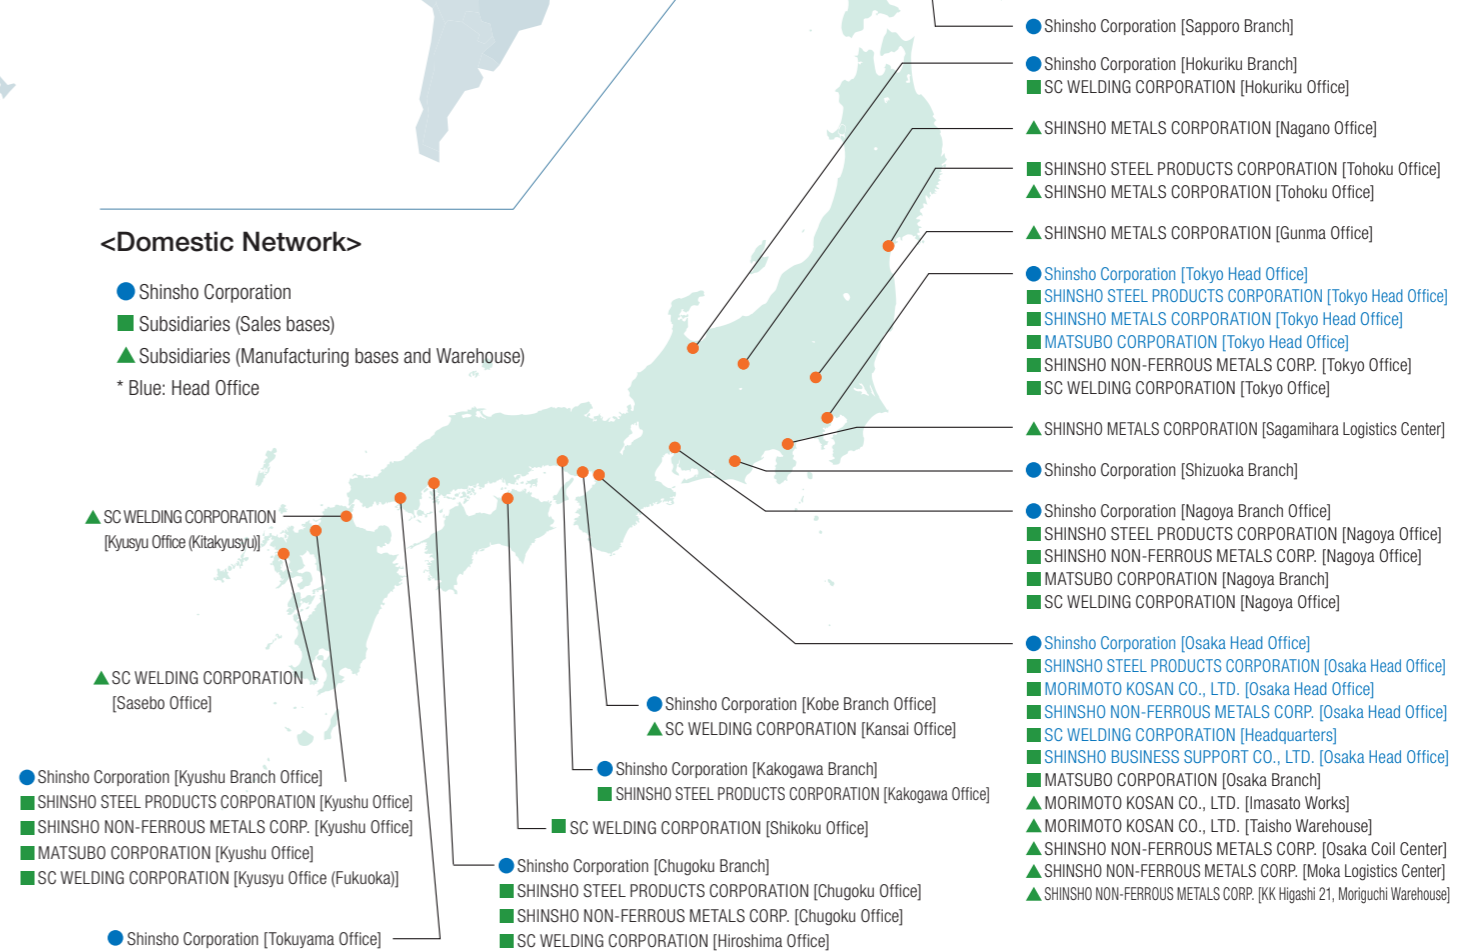 Shinsho Corporation [Sapporo Branch]
Shinsho Corporation [Hokuriku Branch]
SC WELDING CORPORATION [Hokuriku Office]
SHINSHO METALS CORPORATION [Nagano Office]
SHINSHO STEEL PRODUCTS CORPORATION [Tohoku Office]
SHINSHO METALS CORPORATION [Tohoku Office]
SHINSHO METALS CORPORATION [Gunma Office]
<Domestic Network>
Shinsho Corporation
Subsidiaries (Sales bases)
Subsidiaries (Manufacturing bases and Warehouse)
* Blue: Head Office
Shinsho Corporation [Tokyo Head Office]
SHINSHO STEEL PRODUCTS CORPORATION [Tokyo Head Office]
SHINSHO METALS CORPORATION [Tokyo Head Office]
MATSUBO CORPORATION [Tokyo Head Office]
SHINSHO NON-FERROUS METALS CORP. [Tokyo Office]
SC WELDING CORPORATION [Tokyo Office]
SHINSHO METALS CORPORATION [Sagamihara Logistics Center]
Shinsho Corporation [Shizuoka Branch]
Shinsho Corporation [Nagoya Branch Office]
SHINSHO STEEL PRODUCTS CORPORATION [Nagoya Office]
SHINSHO NON-FERROUS METALS CORP. [Nagoya Office]
MATSUBO CORPORATION [Nagoya Branch]
SC WELDING CORPORATION [Nagoya Office]
Shinsho Corporation [Osaka Head Office]
SHINSHO STEEL PRODUCTS CORPORATION [Osaka Head Office]
MORIMOTO KOSAN CO., LTD. [Osaka Head Office]
SHINSHO NON-FERROUS METALS CORP. [Osaka Head Office]
SC WELDING CORPORATION [Headquarters]
SHINSHO BUSINESS SUPPORT CO., LTD. [Osaka Head Office]
MATSUBO CORPORATION [Osaka Branch]
MORIMOTO KOSAN CO., LTD. [Imasato Works]
MORIMOTO KOSAN CO., LTD. [Taisho Warehouse]
SHINSHO NON-FERROUS METALS CORP. [Osaka Coil Center]
SHINSHO NON-FERROUS METALS CORP. [Moka Logistics Center]
SHINSHO NON-FERROUS METALS CORP. [KK Higashi 21, Moriguchi Warehouse]
SC WELDING CORPORATION
[Kyusyu Office (Kitakyusyu)]
SC WELDING CORPORATION
[Sasebo Office]
Shinsho Corporation [Kobe Branch Office]
SC WELDING CORPORATION [Kansai Office]
Shinsho Corporation [Kakogawa Branch]
SHINSHO STEEL PRODUCTS CORPORATION [Kakogawa Office]
SC WELDING CORPORATION [Shikoku Office]
Shinsho Corporation [Kyushu Branch Office]
SHINSHO STEEL PRODUCTS CORPORATION [Kyushu Office]
SHINSHO NON-FERROUS METALS CORP. [Kyushu Office]
MATSUBO CORPORATION [Kyushu Office]
SC WELDING CORPORATION [Kyusyu Office (Fukuoka)]
Shinsho Corporation [Chugoku Branch]
SHINSHO STEEL PRODUCTS CORPORATION [Chugoku Office]
SHINSHO NON-FERROUS METALS CORP. [Chugoku Office]
SC WELDING CORPORATION [Hiroshima Office]
Shinsho Corporation [Tokuyama Office]